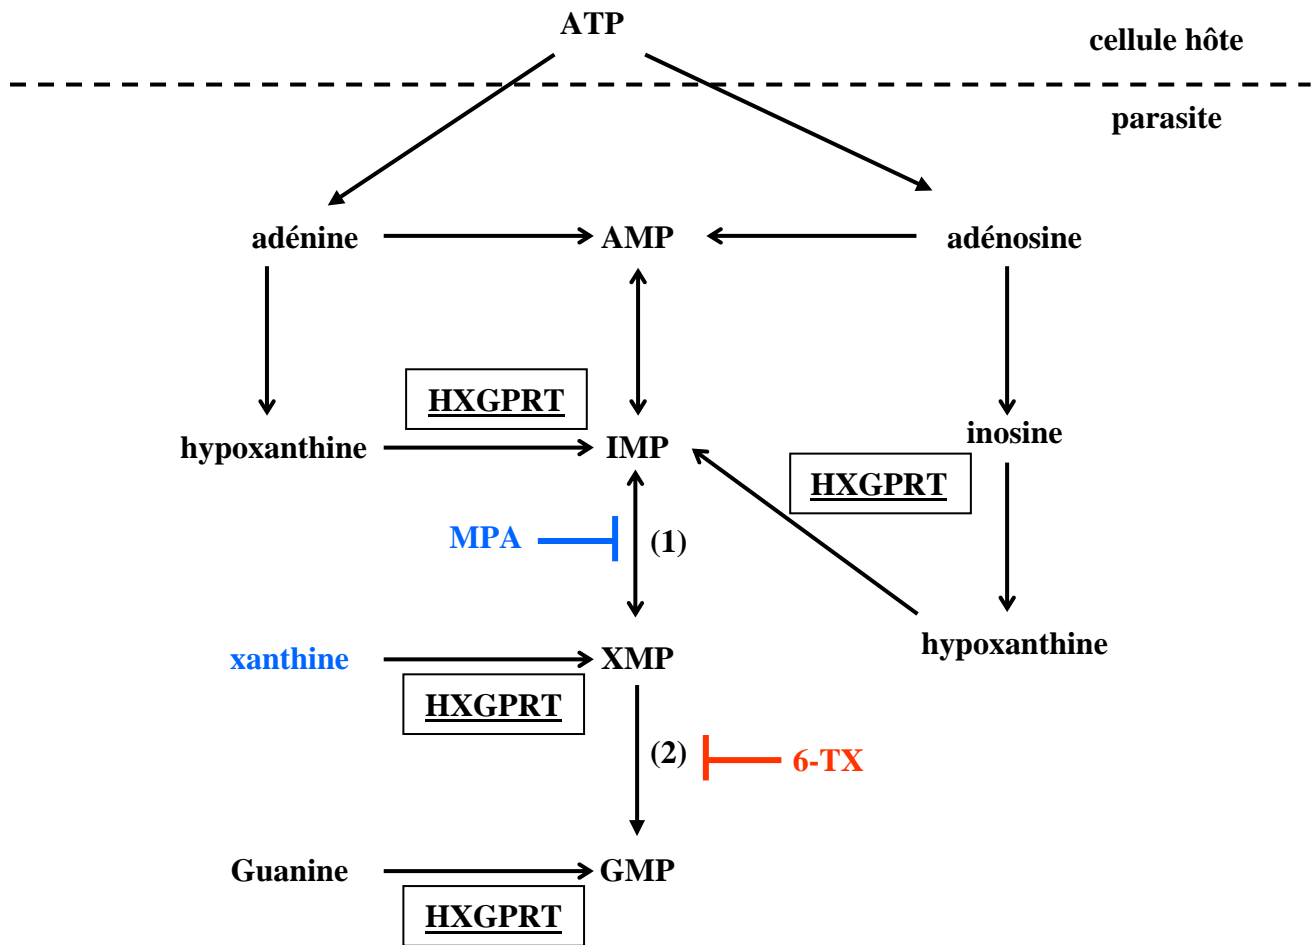 ATP
cellule hôte
parasite
adénine
AMP
adénosine
HXGPRT
hypoxanthine
IMP
inosine
HXGPRT
MPA
(1)
xanthine
XMP
hypoxanthine
HXGPRT
(2)
6-TX
Guanine
GMP
HXGPRT